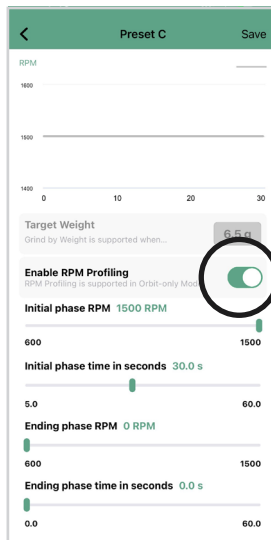 Preset C
Save
RPM
1600
1500
1400
0 10 20 30
Target Weight
Grind by Weight is supported when...
6.5 g
Enable RPM Profiling
RPM Profiling is supported in Orbit-only
Initial phase RPM 1500 RPM
600 1500
Initial phase time in seconds 30.0 s
5.0 60.0
Ending phase RPM 0 RPM
600 1500
Ending phase time in seconds 0.0 s
0.0 60.0